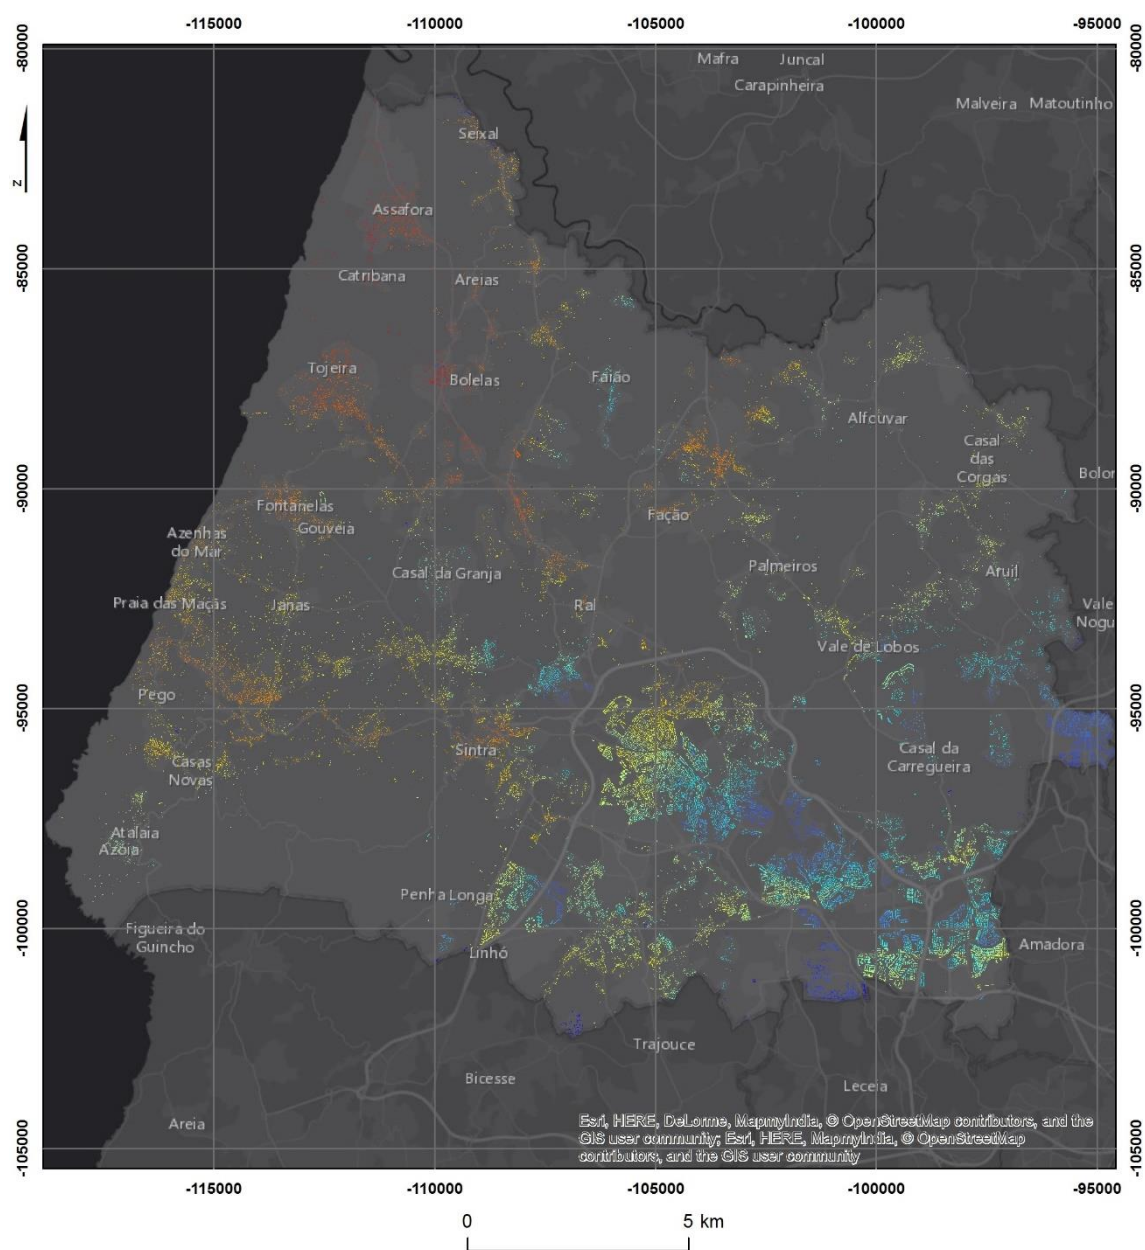 -115000 -110000 -105000 -100000 -95000
-80000 -80000
Mafra Juncal
Carapinheira
Malveira Matoutinho
z
Seixal
Assafora
-85000 -85000
Catribana Areias
Tojeira
Bolelas
Faião
Alfouvar
Casal
das
Corgas
Bolor
-90000 -90000
Fontanelas
Gouveia
Fação
Azenhas
do Mar
Casal da Granja
Palmeiros
Aruil
Praia das Maçãs
Janas
Ral
Vale
Nogu
Vale de Lobos
Pego
-95000 -95000
Sintra
Casal da
Carregueira
Casas
Novas
Atalaia
Azoia
Penha Longa
Figueira do
Guincho
-100000 -100000
Linhó
Amadora
Trajouce
Bicesse
Leceia
Areia
Esri, HERE, DeLorme, MapmyIndia, © OpenStreetMap contributors, and the
GIS user community; Esri, HERE, MapmyIndia, © OpenStreetMap
contributors, and the GIS user community
-105000 -105000
-115000 -110000 -105000 -100000 -95000
0 5 km